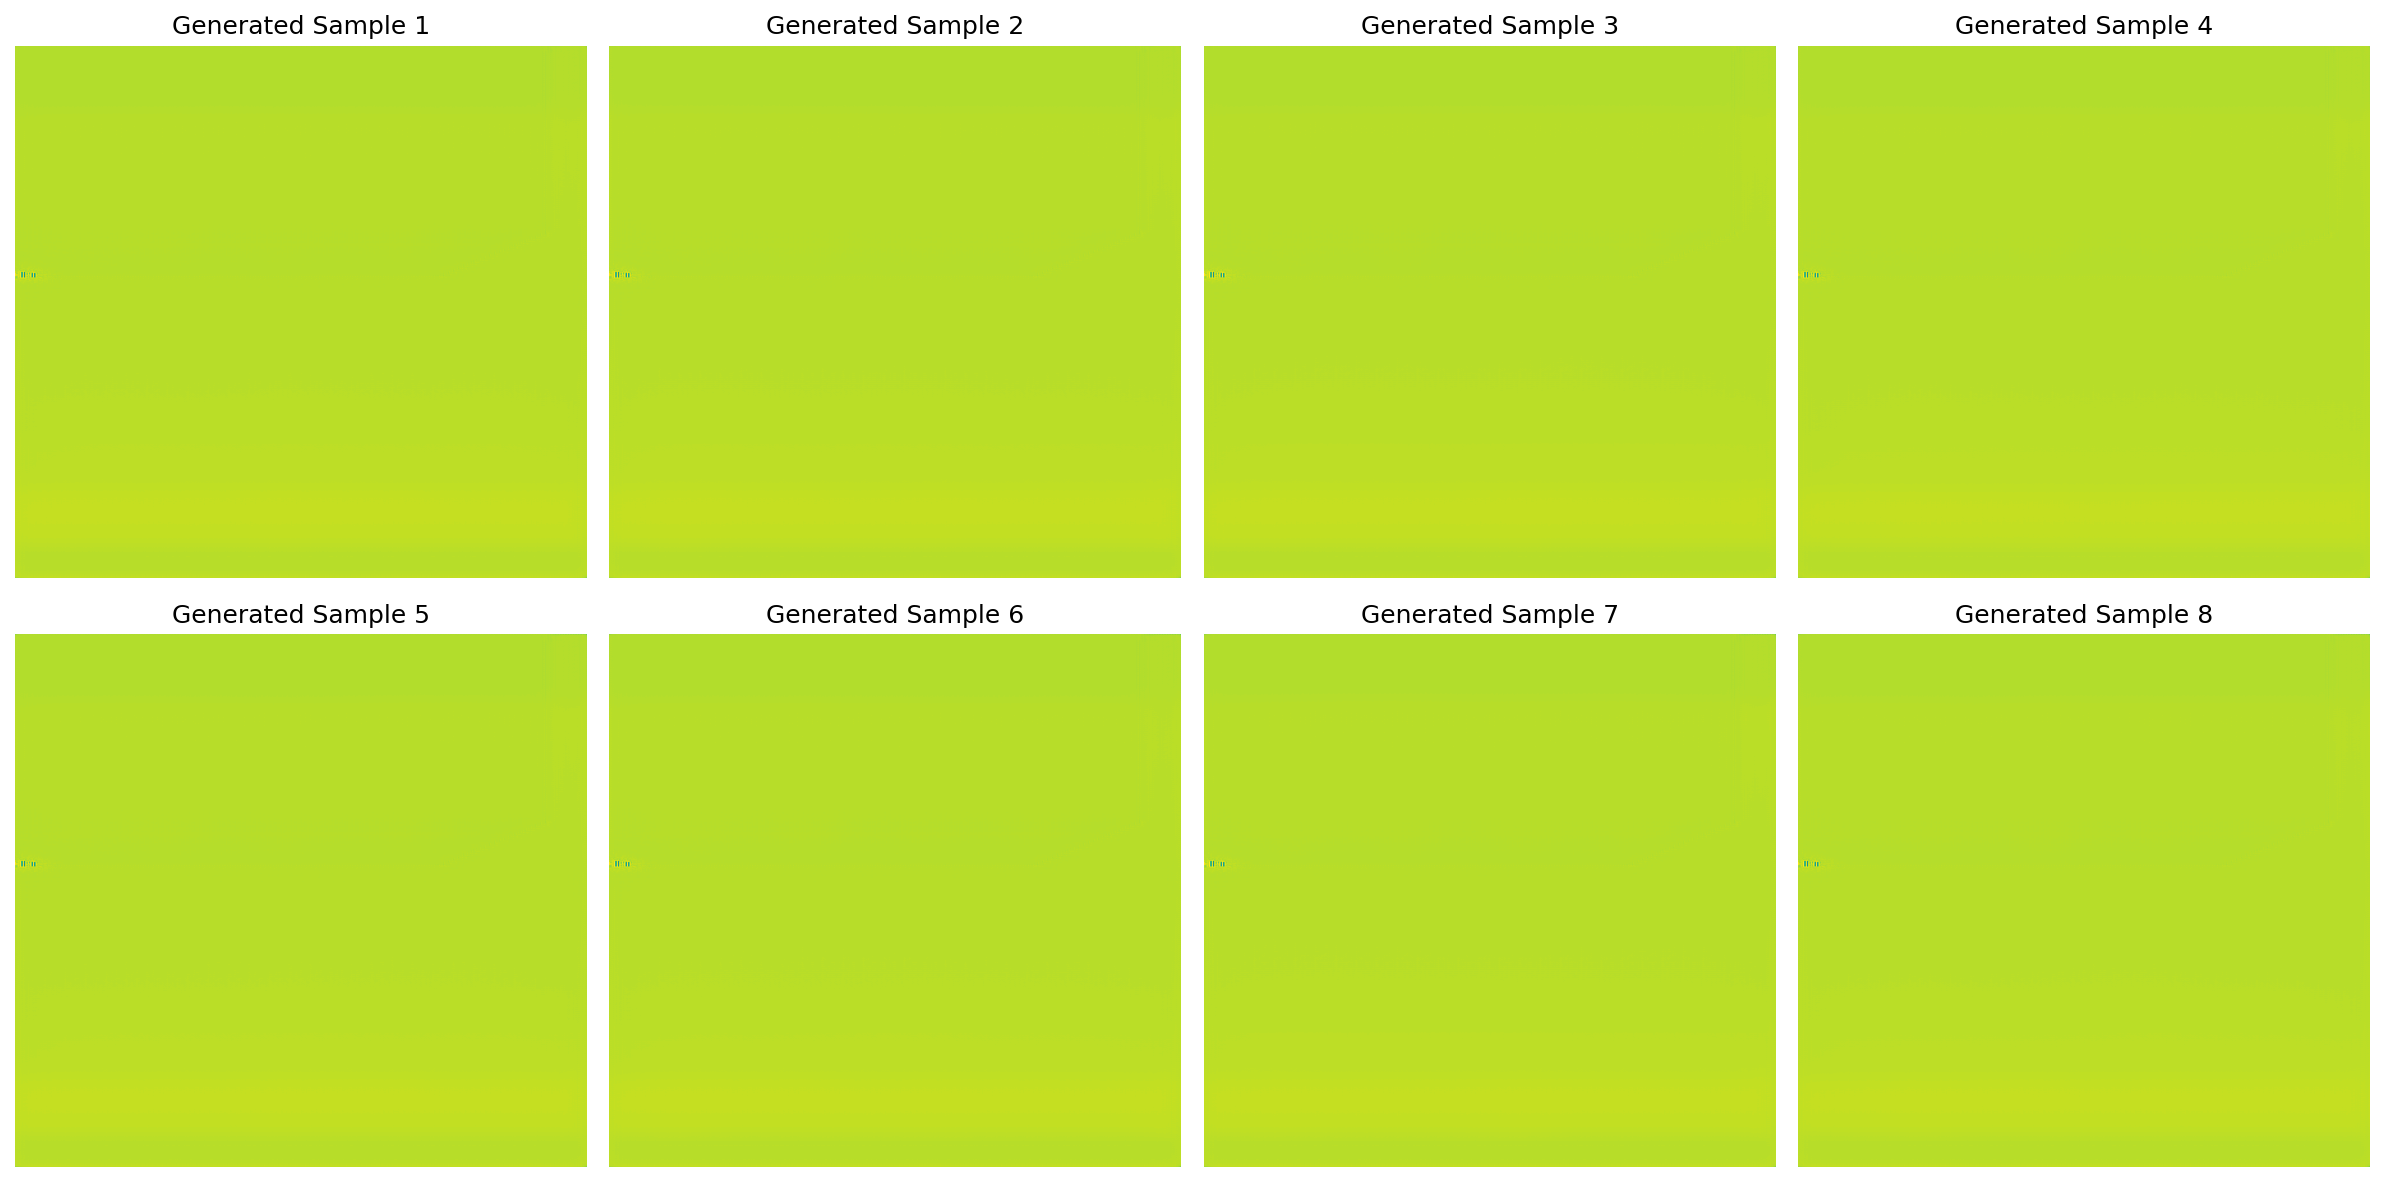 Generated Sample 1
Generated Sample 2
Generated Sample 3
Generated Sample 4
Generated Sample 5
Generated Sample 6
Generated Sample 7
Generated Sample 8